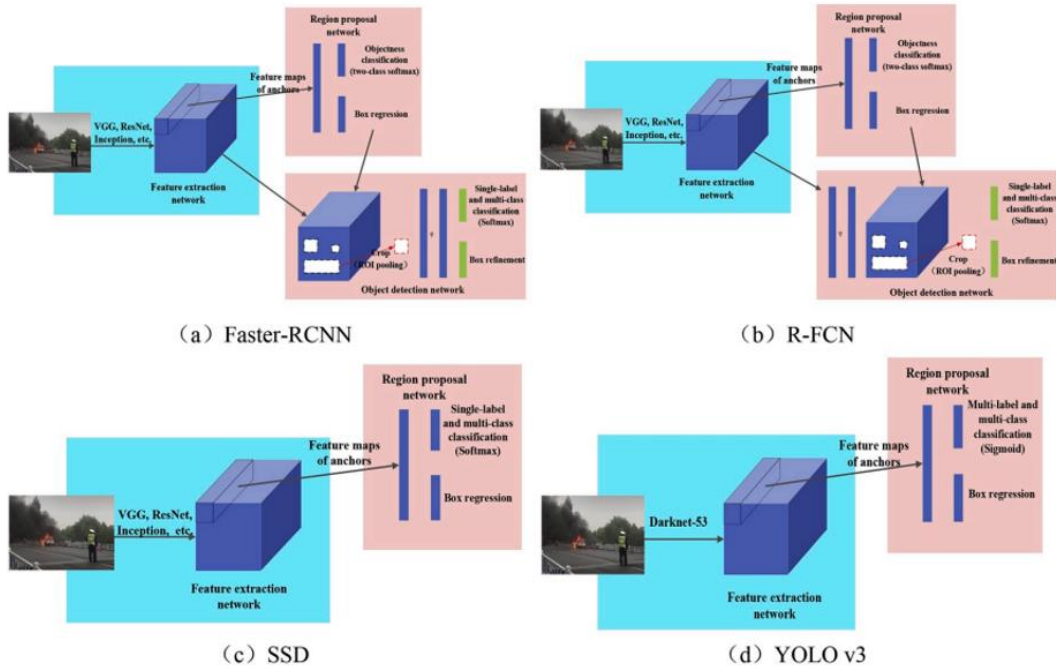 Region proposal
network
Objectness
classification
(two-class softmax)
Feature maps
of anchors
Box regression
VGG, ResNet,
Inception, etc.
Feature extraction
network
Single-label
and multi-class
classification
(Softmax)
Crop
(ROI pooling)
Box refinement
Object detection network
(a) Faster-RCNN
Region proposal
network
Objectness
classification
(two-class softmax)
Feature maps
of anchors
Box regression
VGG, ResNet,
Inception, etc.
Feature extraction
network
Single-label
and multi-class
classification
(Softmax)
Crop
(ROI pooling)
Box refinement
Object detection network
(b) R-FCN
Region proposal
network
Single-label
and multi-class
classification
(Softmax)
Feature maps
of anchors
Box regression
VGG, ResNet,
Inception, etc.
Feature extraction
network
(c) SSD
Region proposal
network
Multi-label and
multi-class
classification
(Sigmoid)
Feature maps
of anchors
Box regression
Darknet-53
Feature extraction
network
(d) YOLO v3